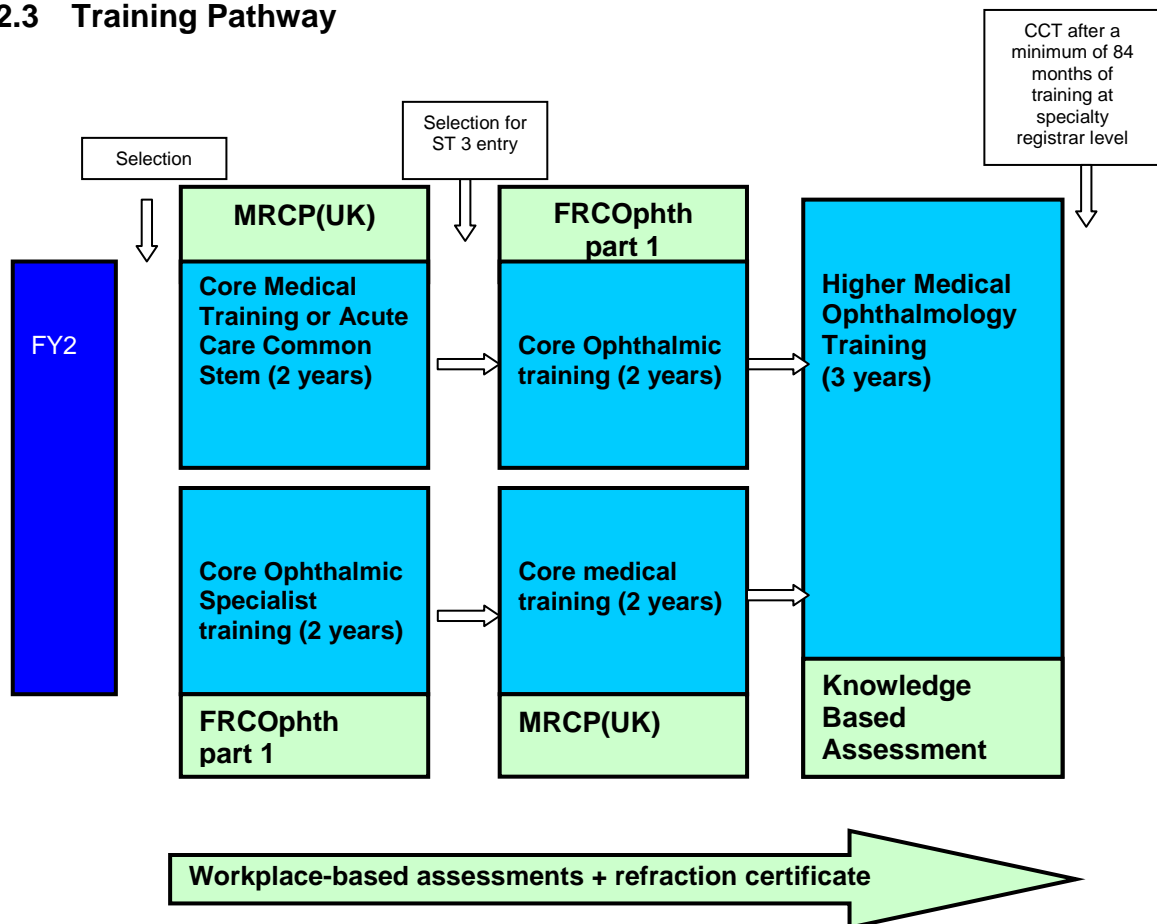 2.3 Training Pathway
CCT after a
minimum of 84
months of
training at
specialty
registrar level
Selection for
ST 3 entry
Selection
MRCP(UK)
FRCOphth
part 1
FY2
Core Medical
Training or Acute
Care Common
Stem (2 years)
Core Ophthalmic
training (2 years)
Higher Medical
Ophthalmology
Training
(3 years)
Core Ophthalmic
Specialist
training (2 years)
Core medical
training (2 years)
FRCOphth
part 1
MRCP(UK)
Knowledge
Based
Assessment
Workplace-based assessments + refraction certificate